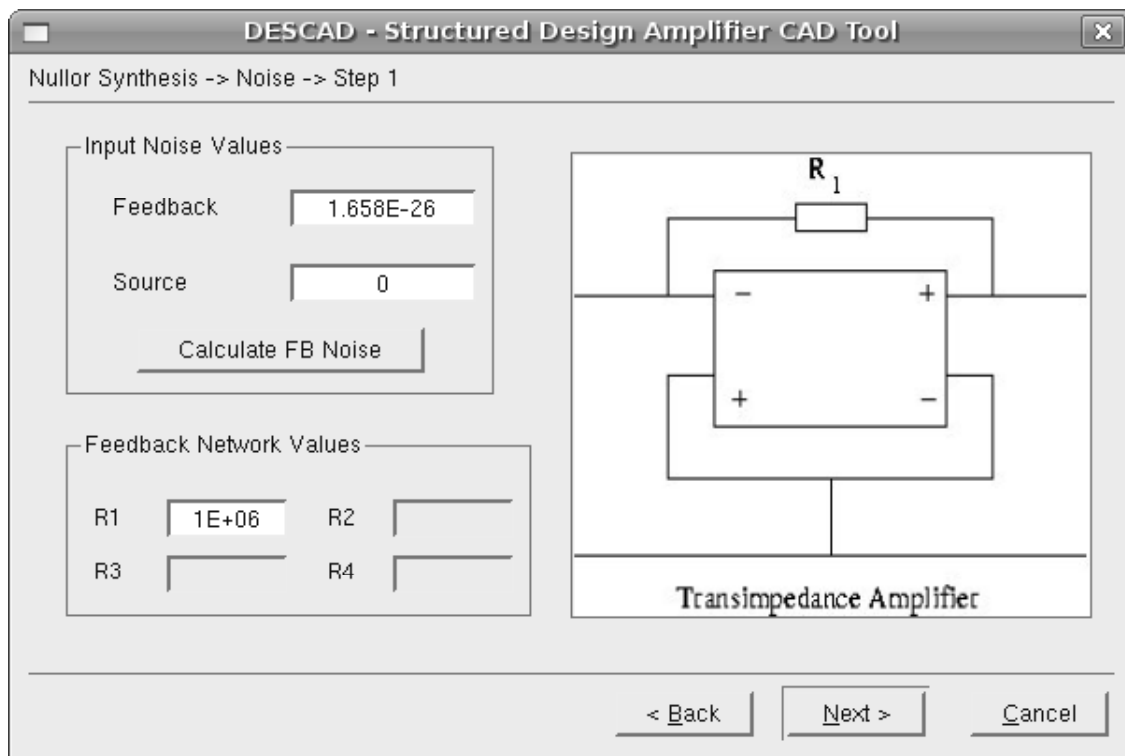 DESCAD - Structured Design Amplifier CAD Tool
Nullor Synthesis -> Noise -> Step 1
Input Noise Values
Feedback 1.658E-26
Source 0
Calculate FB Noise
Feedback Network Values
R1 1E+06 R2
R3 R4
R1
- +
+ -
Transimpedance Amplifier
< Back Next > Cancel